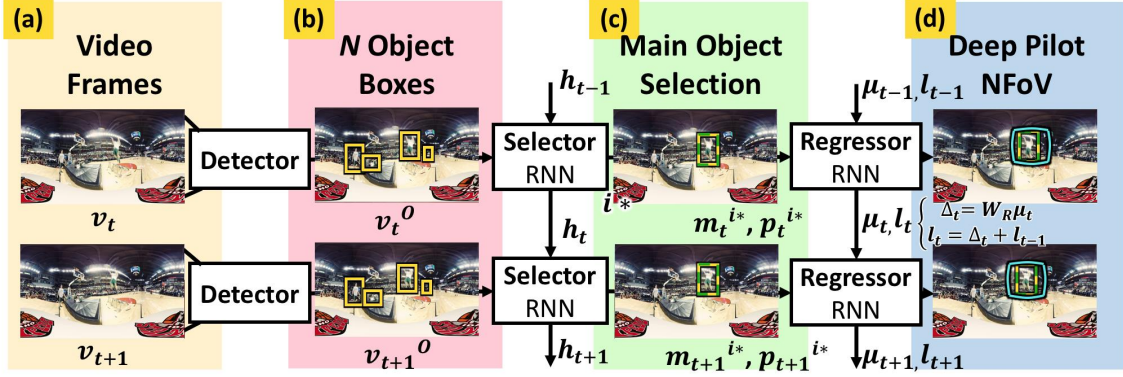 (a)
Video
Frames
(b)
N Object
Boxes
(c)
Main Object
Selection
(d)
Deep Pilot
NFoV
h_{t-1}
μ_{t-1}, l_{t-1}
Detector
Selector
RNN
Regressor
RNN
v_t
v_t^O
i*
h_t
m_t^{i*}, p_t^{i*}
μ_t, l_t
Δ_t = W_R μ_t
l_t = Δ_t + l_{t-1}
Detector
Selector
RNN
Regressor
RNN
v_{t+1}
v_{t+1}^O
h_{t+1}
m_{t+1}^{i*}, p_{t+1}^{i*}
μ_{t+1}, l_{t+1}